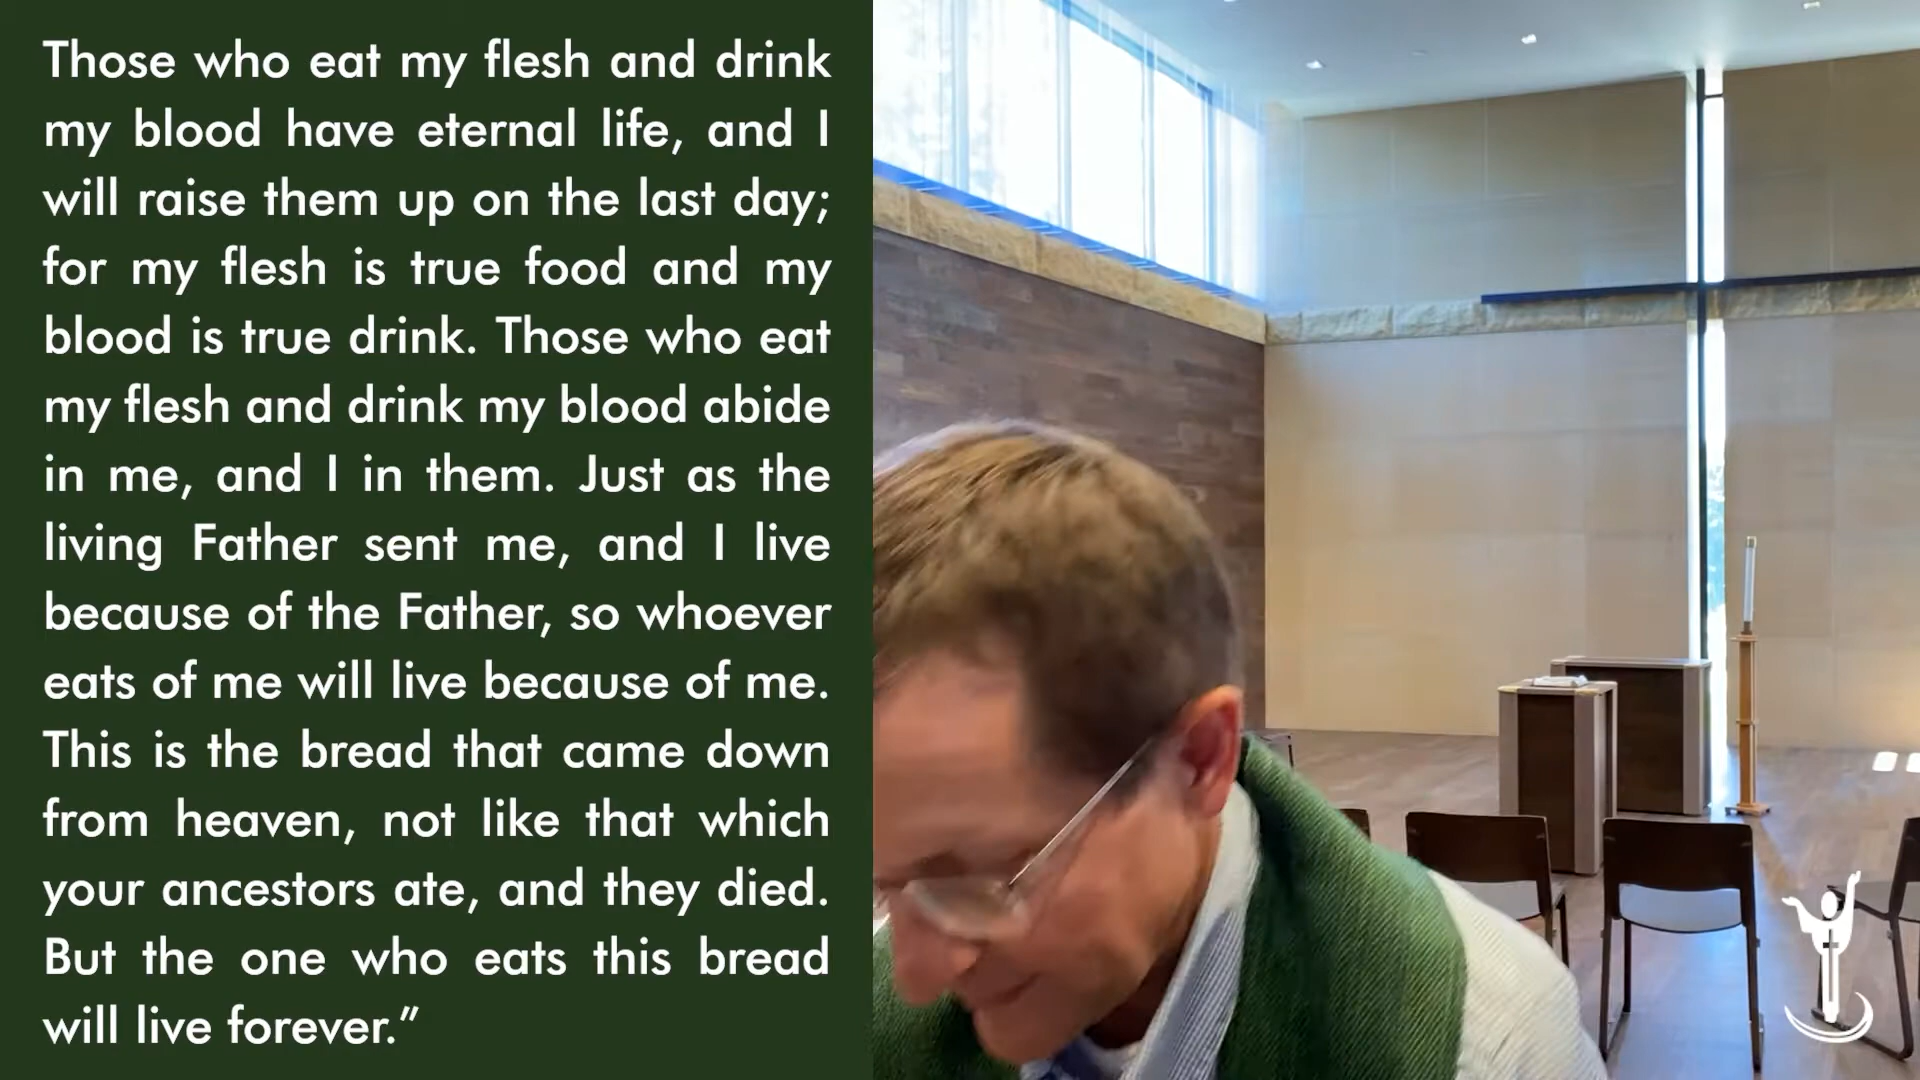 Those who eat my flesh and drink
my blood have eternal life, and I
will raise them up on the last day;
for my flesh is true food and my
blood is true drink. Those who eat
my flesh and drink my blood abide
in me, and I in them. Just as the
living Father sent me, and I live
because of the Father, so whoever
eats of me will live because of me.
This is the bread that came down
from heaven, not like that which
your ancestors ate, and they died.
But the one who eats this bread
will live forever.”